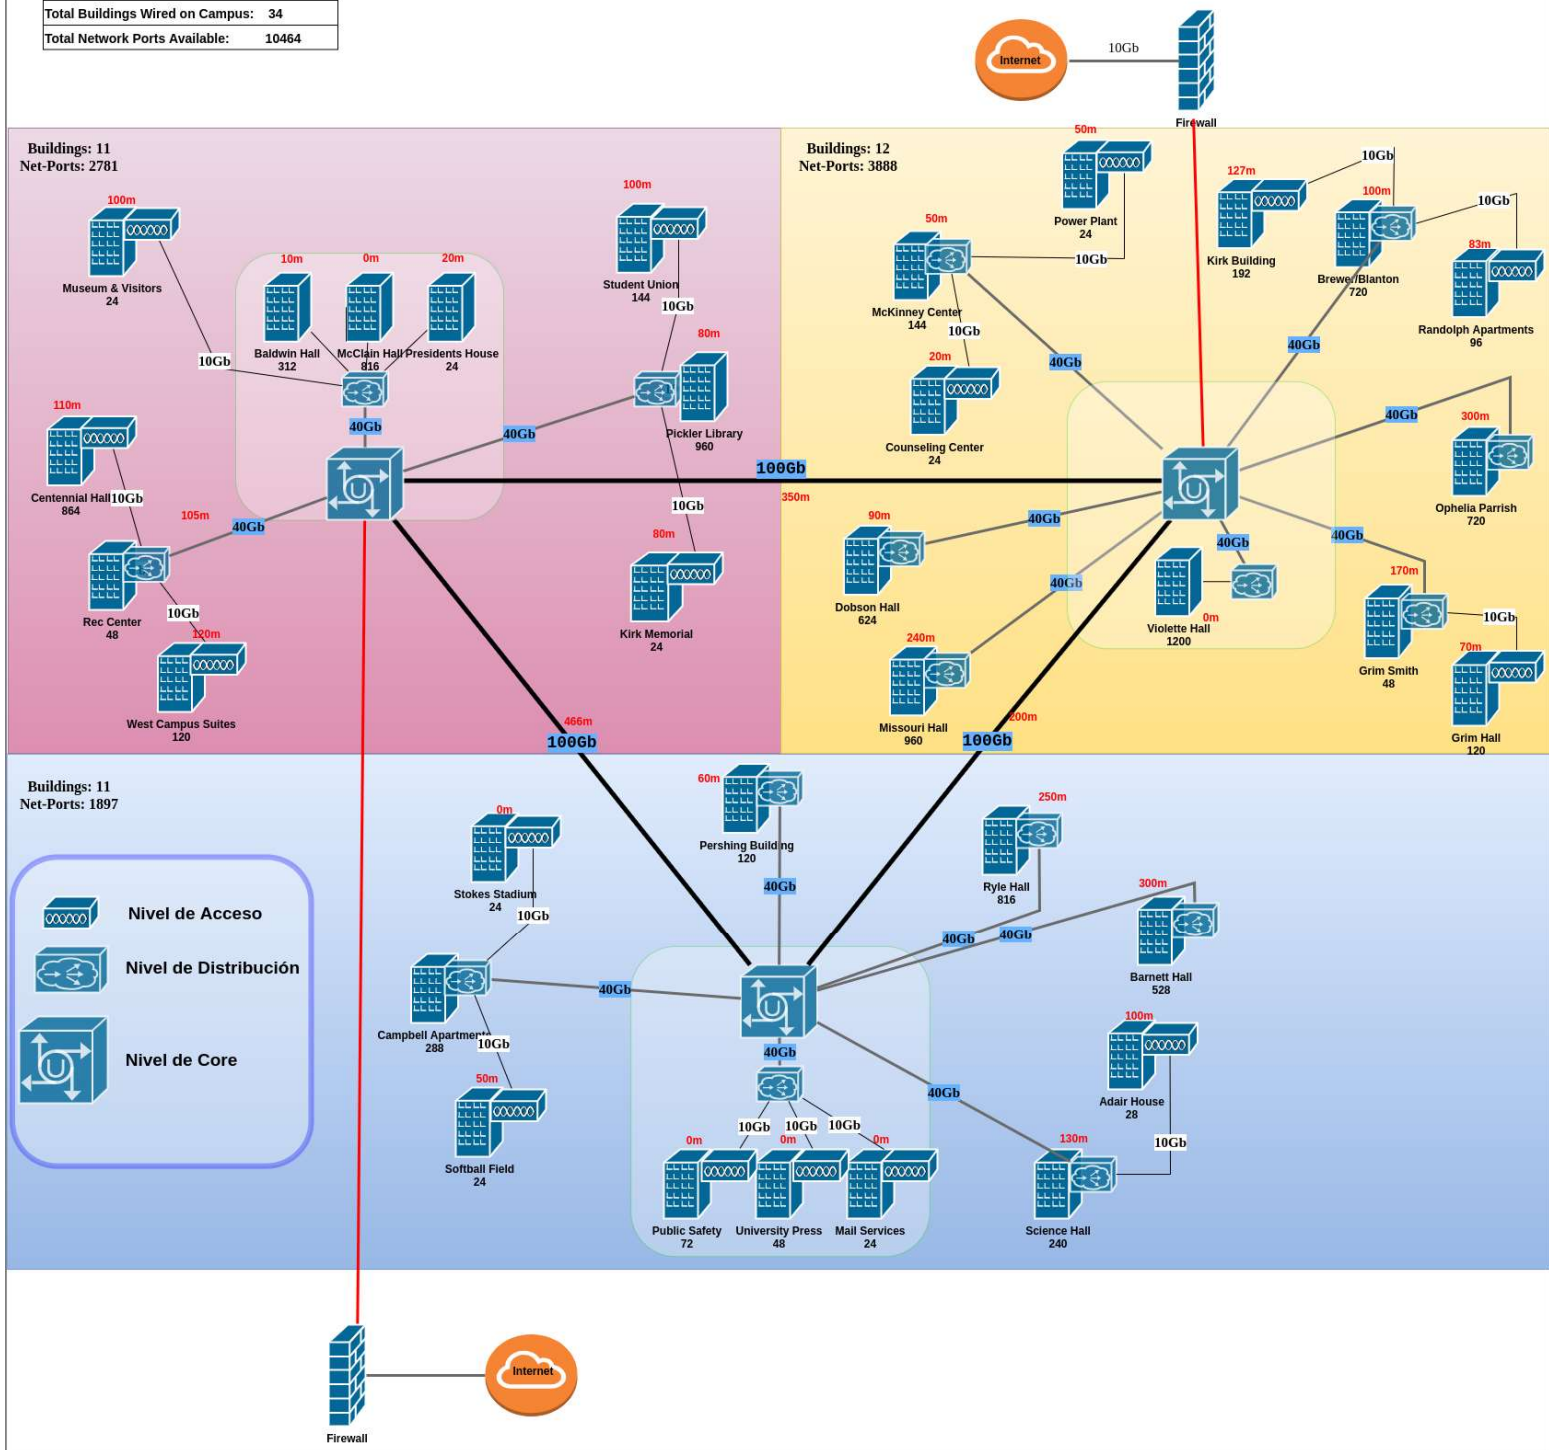 Total Buildings Wired on Campus: 34
Total Network Ports Available: 10464
Internet
10Gb
Firewall
Buildings: 11
Net-Ports: 2781
100m
Museum & Visitors
24
10Gb
10m
0m
20m
Baldwin Hall
312
McClain Hall
816
Presidents House
24
40Gb
100m
Student Union
144
10Gb
80m
Pickler Library
960
40Gb
10Gb
80m
Kirk Memorial
24
110m
Centennial Hall
864
10Gb
105m
40Gb
Rec Center
48
10Gb
120m
West Campus Suites
120
100Gb
350m
466m
100Gb
Buildings: 12
Net-Ports: 3888
50m
Power Plant
24
10Gb
50m
McKinney Center
144
10Gb
20m
Counseling Center
24
40Gb
127m
Kirk Building
192
10Gb
100m
Brewer/Blanton
720
10Gb
83m
Randolph Apartments
96
40Gb
40Gb
300m
Ophelia Parrish
720
40Gb
90m
Dobson Hall
624
40Gb
240m
Missouri Hall
960
40Gb
Violette Hall
1200
0m
40Gb
170m
Grim Smith
48
10Gb
70m
Grim Hall
120
200m
100Gb
Buildings: 11
Net-Ports: 1897
Nivel de Acceso
Nivel de Distribución
Nivel de Core
0m
Stokes Stadium
24
10Gb
Campbell Apartments
288
40Gb
10Gb
50m
Softball Field
24
60m
Pershing Building
120
40Gb
250m
Ryle Hall
816
40Gb
300m
40Gb
Barnett Hall
528
40Gb
10Gb
10Gb
10Gb
0m
0m
0m
Public Safety
72
University Press
48
Mail Services
24
40Gb
100m
Adair House
28
10Gb
130m
Science Hall
240
Internet
Firewall